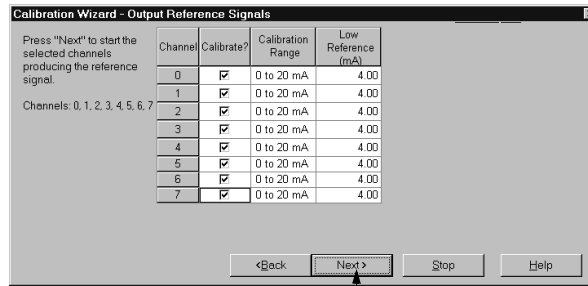 Calibration Wizard - Output Reference Signals
Press "Next" to start the
selected channels
producing the reference
signal.
Channels: 0, 1, 2, 3, 4, 5, 6, 7
Channel Calibrate? Calibration Range Low Reference (mA)
0 0 to 20 mA 4.00
1 0 to 20 mA 4.00
2 0 to 20 mA 4.00
3 0 to 20 mA 4.00
4 0 to 20 mA 4.00
5 0 to 20 mA 4.00
6 0 to 20 mA 4.00
7 0 to 20 mA 4.00
<Back Next> Stop Help